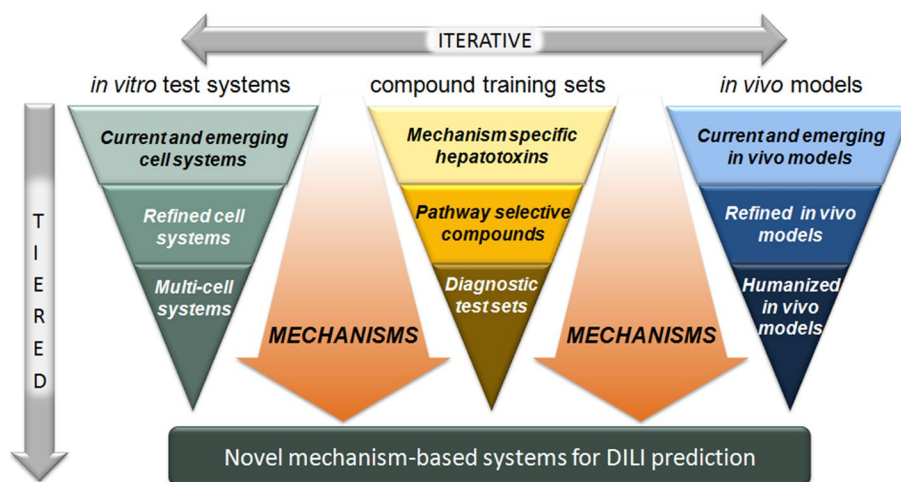 ITERATIVE
in vitro test systems
compound training sets
in vivo models
TIERED
Current and emerging
cell systems
Refined cell
systems
Multi-cell
systems
MECHANISMS
Mechanism specific
hepatotoxins
Pathway selective
compounds
Diagnostic
test sets
MECHANISMS
Current and emerging
in vivo models
Refined in vivo
models
Humanized
in vivo
models
Novel mechanism-based systems for DILI prediction